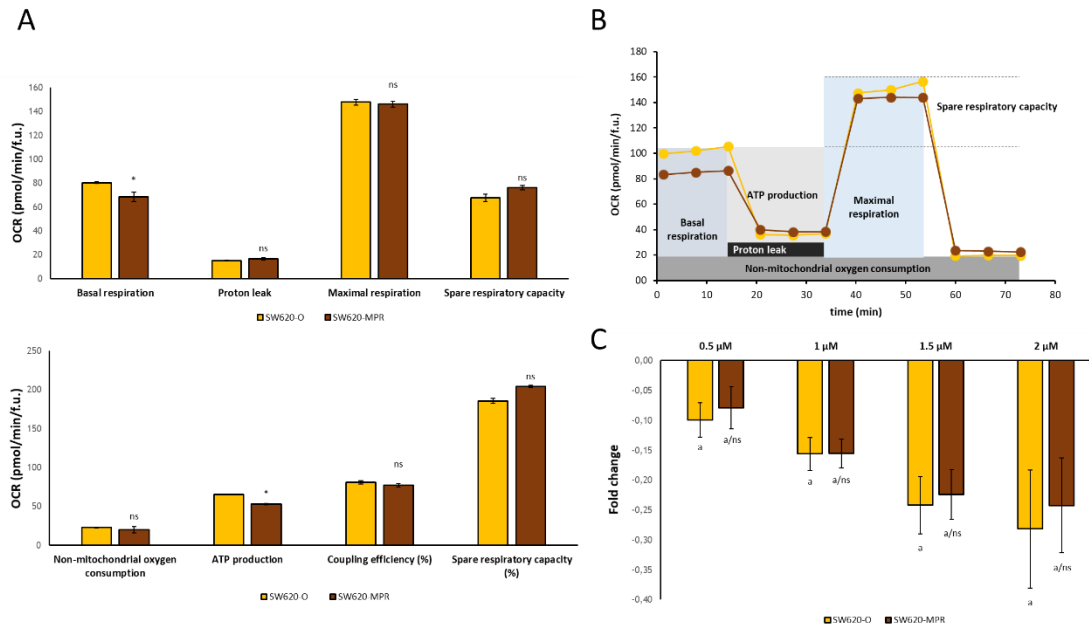 A
OCR (pmol/min/f.u.)
160
140
120
100
80
60
40
20
0
ns
*
ns
ns
Basal respiration Proton leak Maximal respiration Spare respiratory capacity
SW620-O SW620-MPR
OCR (pmol/min/f.u.)
250
200
150
100
50
0
ns
*
ns
ns
Non-mitochondrial oxygen consumption
ATP production
Coupling efficiency (%)
Spare respiratory capacity (%)
SW620-O SW620-MPR
B
OCR (pmol/min/f.u.)
180
160
140
120
100
80
60
40
20
00
Spare respiratory capacity
ATP production
Maximal
respiration
Basal
respiration
Proton leak
Non-mitochondrial oxygen consumption
0 10 20 30 40 50 60 70 80
time (min)
C
0.5 µM 1 µM 1.5 µM 2 µM
Fold change
0,00
-0,05
-0,10
-0,15
-0,20
-0,25
-0,30
-0,35
-0,40
a a/ns
a a/ns
a a/ns
a a/ns
SW620-O SW620-MPR